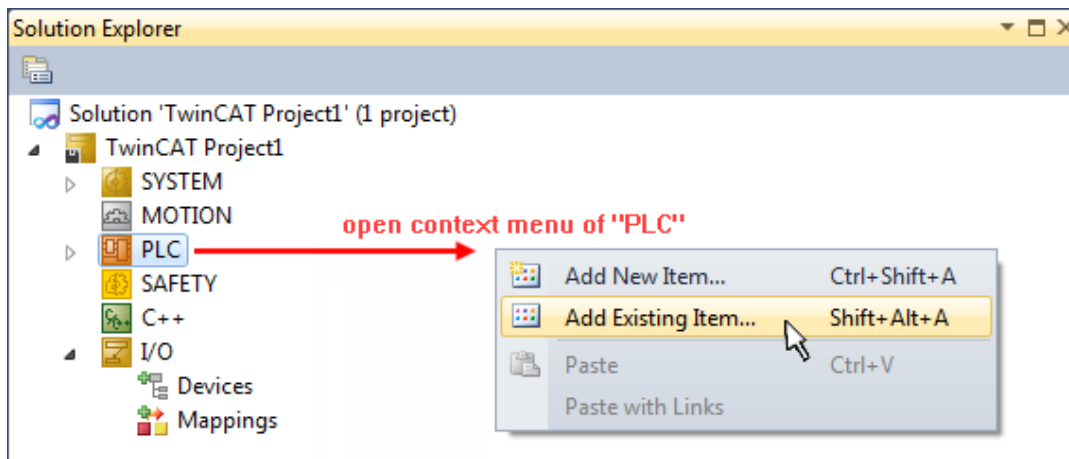 Solution Explorer
Solution 'TwinCAT Project1' (1 project)
TwinCAT Project1
SYSTEM
MOTION
open context menu of "PLC"
PLC
SAFETY
C++
I/O
Devices
Mappings
Add New Item... Ctrl+Shift+A
Add Existing Item... Shift+Alt+A
Paste Ctrl+V
Paste with Links